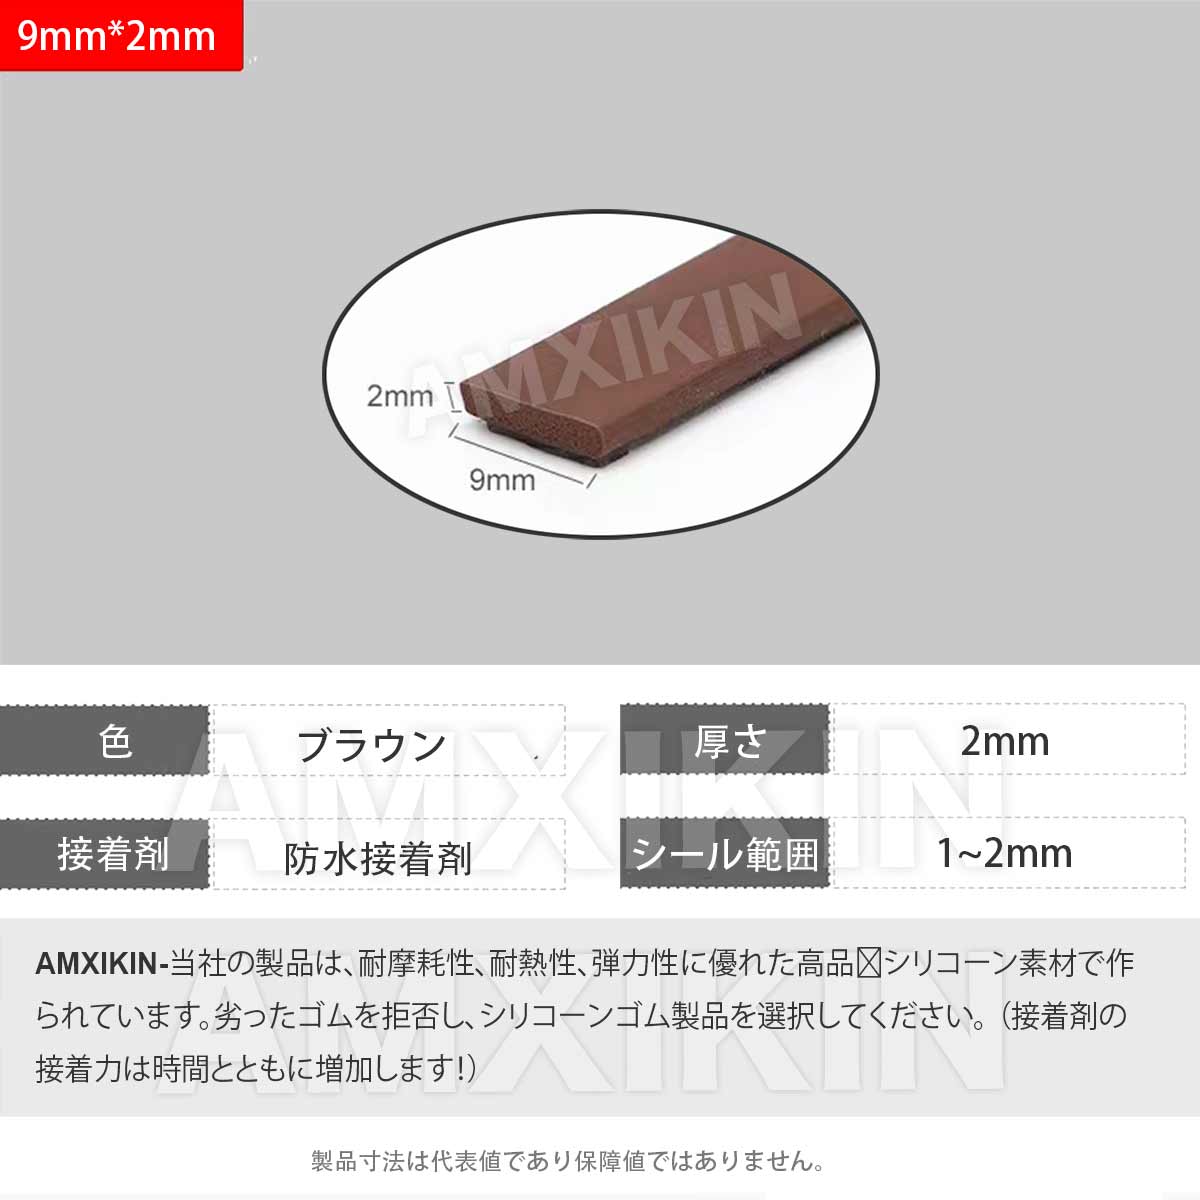 9mm*2mm
AMXIKIN
2mm
9mm
色 ブラウン
厚さ 2mm
接着剤 防水接着剤
シール範囲 1~2mm
AMXIKIN
AMXIKIN-当社の製品は、耐摩耗性、耐熱性、弾力性に優れた高品☒シリコーン素材で作
られています。劣ったゴムを拒否し、シリコーンゴム製品を選択してください。（接着剤の
接着力は時間とともに増加します!）
AMXIKIN
製品寸法は代表値であり保障値ではありません。